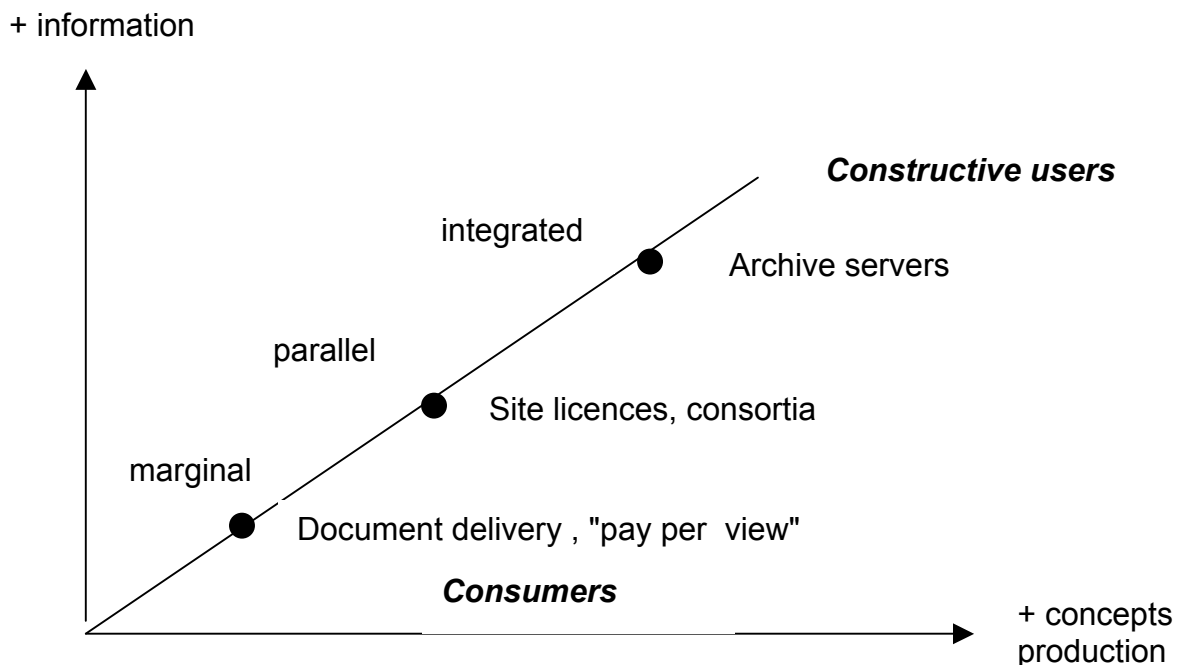 + information
Constructive users
integrated
Archive servers
parallel
Site licences, consortia
marginal
Document delivery , "pay per  view"
Consumers
+ concepts
production